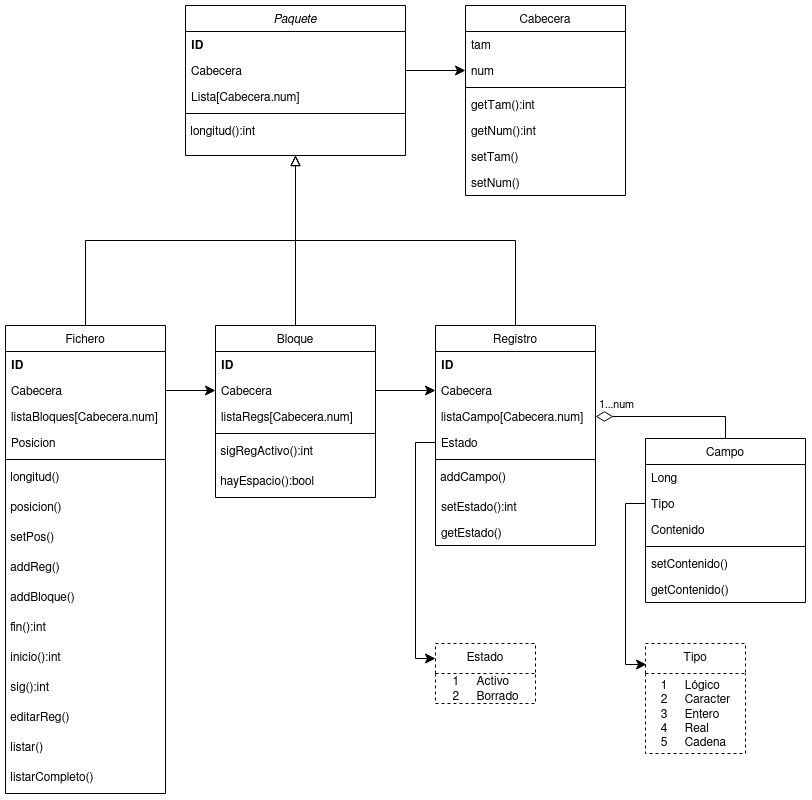 Paquete
ID
Cabecera
Lista[Cabecera.num]
longitud():int
Cabecera
tam
num
getTam():int
getNum():int
setTam()
setNum()
Fichero
ID
Cabecera
listaBloques[Cabecera.num]
Posicion
longitud()
posicion()
setPos()
addReg()
addBloque()
fin():int
inicio():int
sig():int
editarReg()
listar()
listarCompleto()
Bloque
ID
Cabecera
listaRegs[Cabecera.num]
sigRegActivo():int
hayEspacio():bool
Registro
ID
Cabecera
listaCampo[Cabecera.num]
Estado
addCampo()
setEstado():int
getEstado()
1...num
Campo
Long
Tipo
Contenido
setContenido()
getContenido()
Estado
1 Activo
2 Borrado
Tipo
1 Lógico
2 Caracter
3 Entero
4 Real
5 Cadena